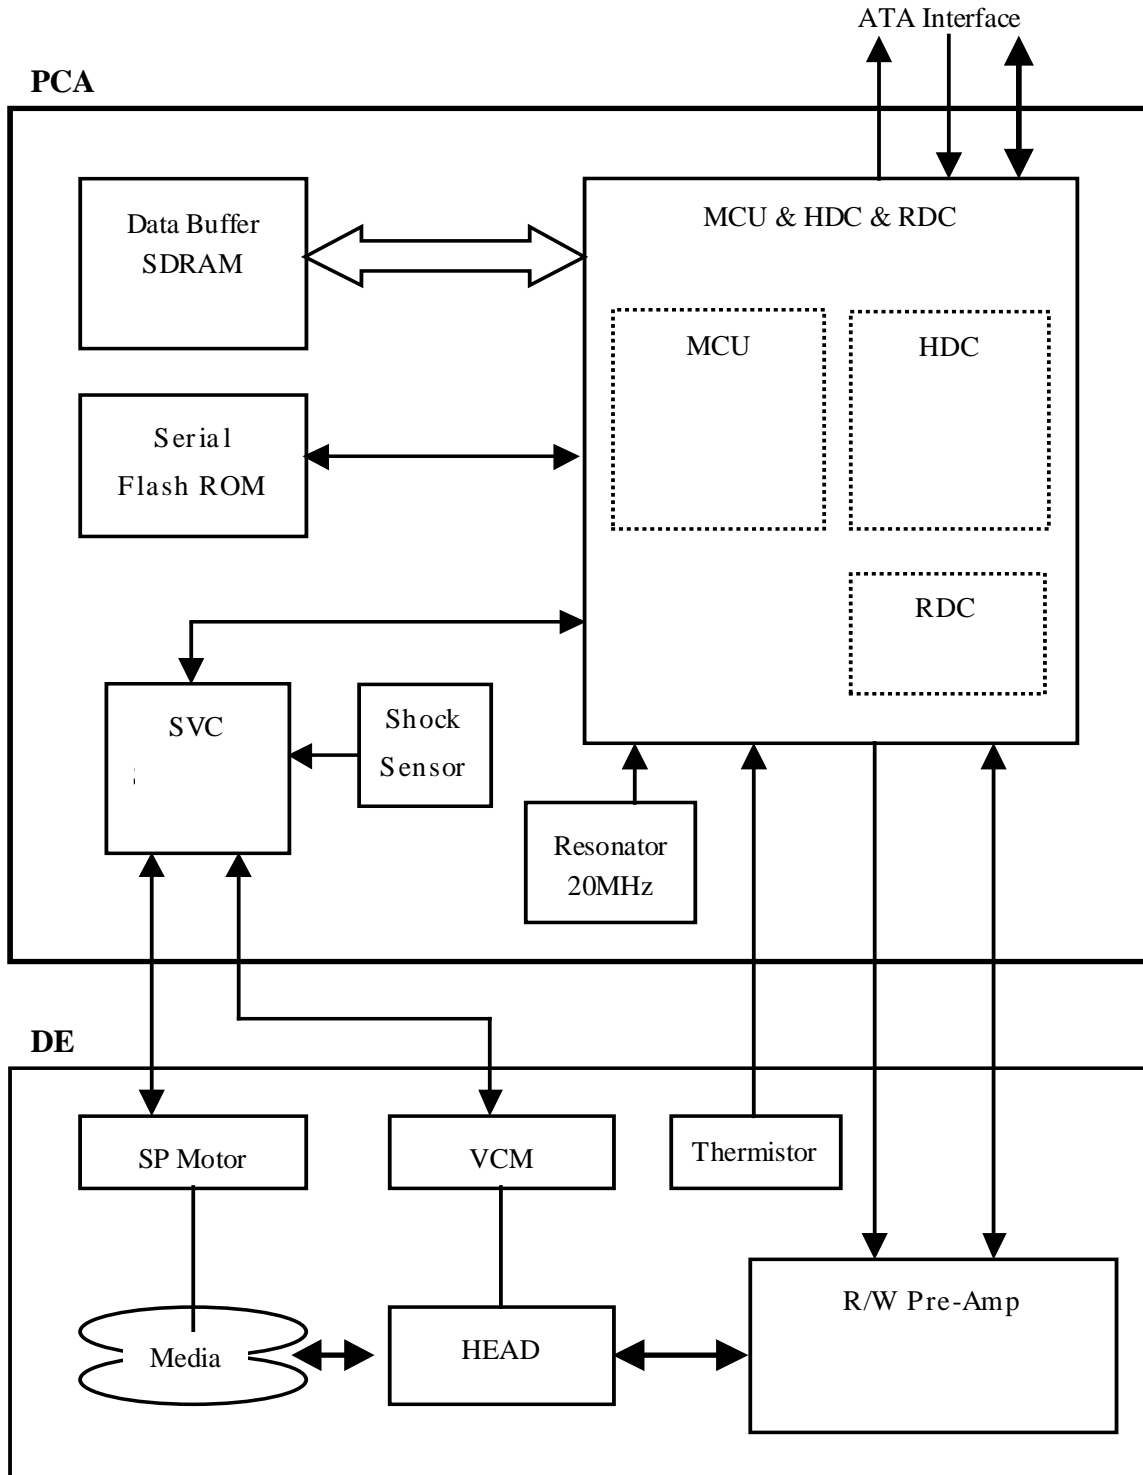 ATA Interface
PCA
Data Buffer
SDRAM
MCU & HDC & RDC
MCU
HDC
Serial
Flash ROM
RDC
SVC
Shock
Sensor
Resonator
20MHz
DE
SP Motor
VCM
Thermistor
R/W Pre-Amp
Media
HEAD